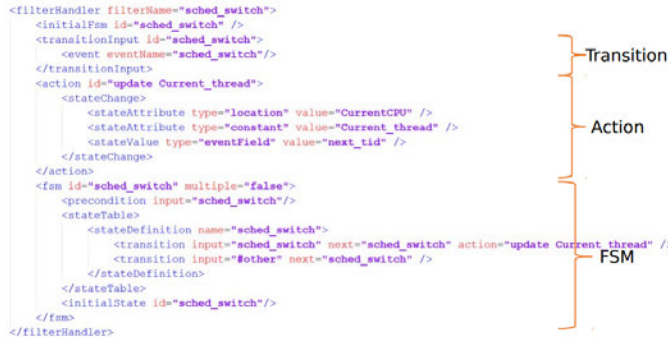 <filterHandler filterName="sched_switch">
<initialFsm id="sched_switch" />
<transitionInput id="sched_switch">
<event eventName="sched_switch"/>
</transitionInput>
<action id="update Current_thread">
<stateChange>
<stateAttribute type="location" value="CurrentCPU" />
<stateAttribute type="constant" value="Current_thread" />
<stateValue type="eventField" value="next_tid" />
</stateChange>
</action>
<fsm id="sched_switch" multiple="false">
<precondition input="sched_switch"/>
<stateTable>
<stateDefinition name="sched_switch">
<transition input="sched_switch" next="sched_switch" action="update Current_thread" />
<transition input="#other" next="sched_switch" />
</stateDefinition>
</stateTable>
<initialState id="sched_switch"/>
</fsm>
</filterHandler>
Transition
Action
FSM